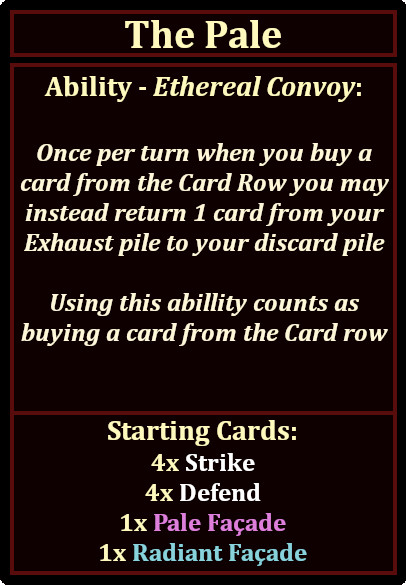 The Pale
Ability - Ethereal Convoy:
Once per turn when you buy a
card from the Card Row you may
instead return 1 card from your
Exhaust pile to your discard pile
Using this abillity counts as
buying a card from the Card row
Starting Cards:
4x Strike
4x Defend
1x Pale Façade
1x Radiant Façade